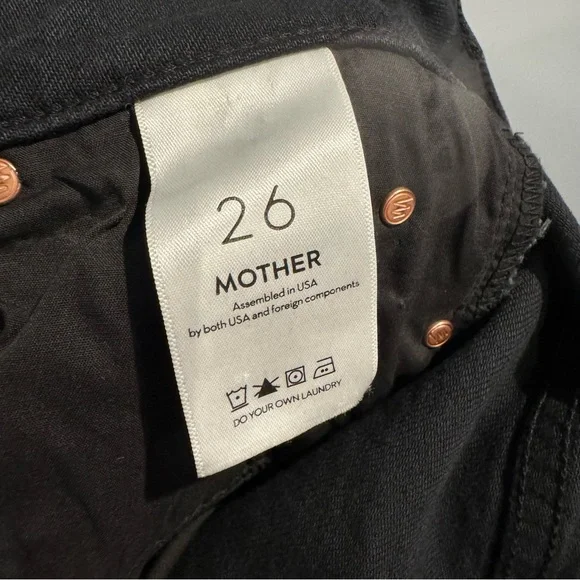 26
MOTHER
Assembled in USA
by both USA and foreign components
DO YOUR OWN LAUNDRY